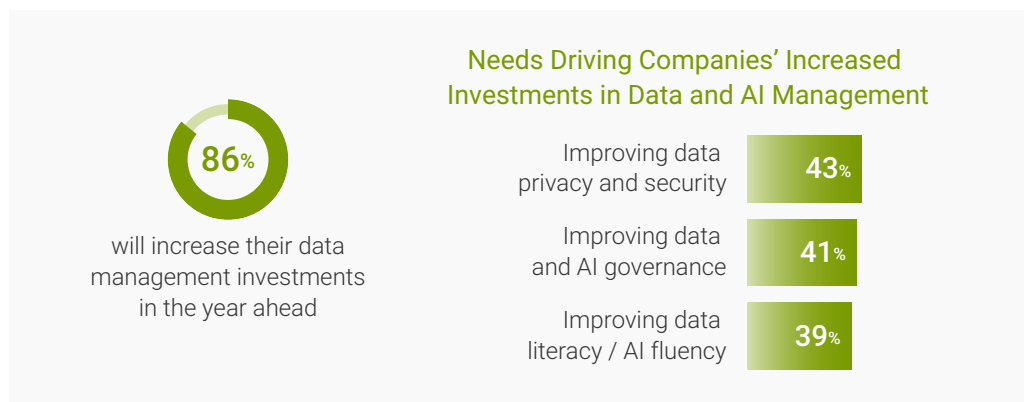 86%
will increase their data
management investments
in the year ahead
Needs Driving Companies’ Increased
Investments in Data and AI Management
Improving data
privacy and security
43%
Improving data
and AI governance
41%
Improving data
literacy / AI fluency
39%